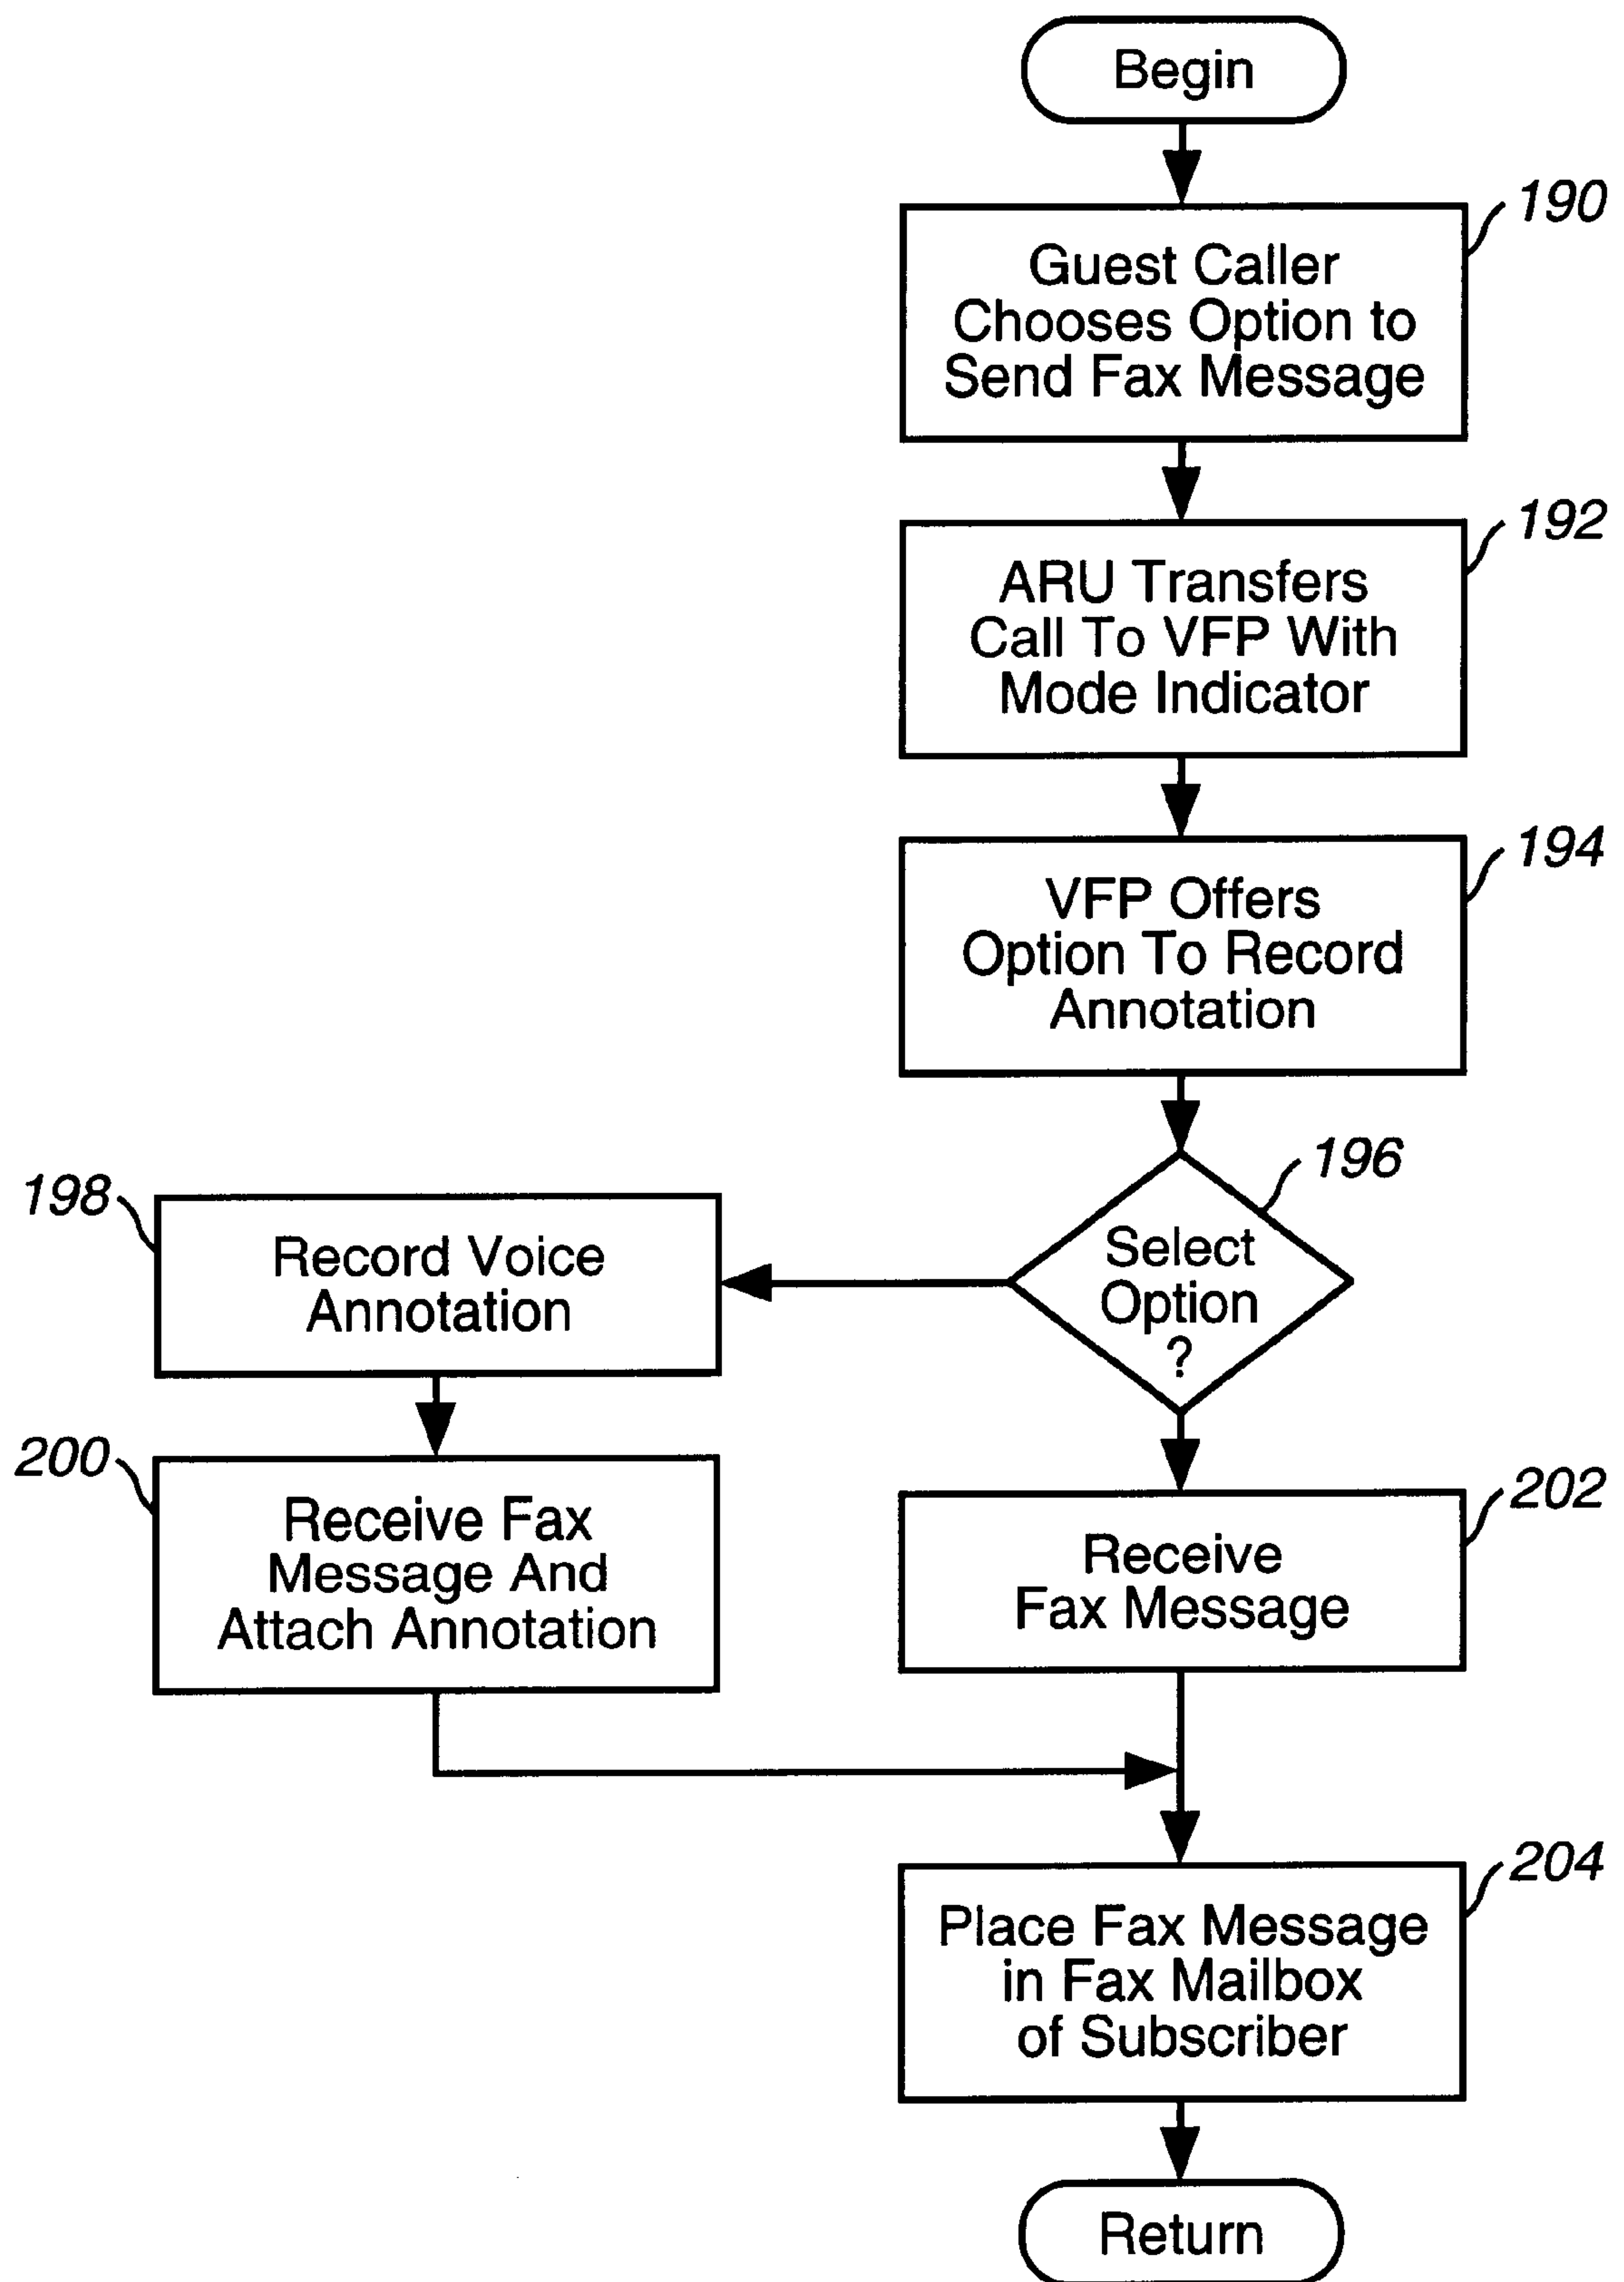 Begin
190
Guest Caller
Chooses Option to
Send Fax Message
192
ARU Transfers
Call To VFP With
Mode Indicator
194
VFP Offers
Option To Record
Annotation
196
Select
Option
?
198
Record Voice
Annotation
200
Receive Fax
Message And
Attach Annotation
202
Receive
Fax Message
204
Place Fax Message
in Fax Mailbox
of Subscriber
Return